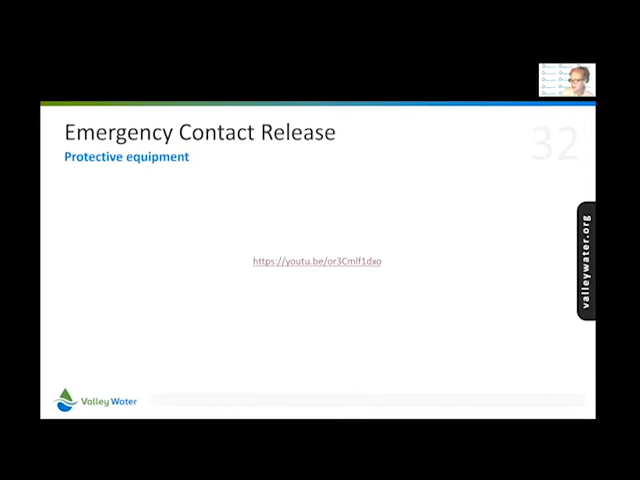 Emergency Contact Release
32
Protective equipment
https://youtu.be/or3Cmlf1dxo
valleywater.org
Valley Water